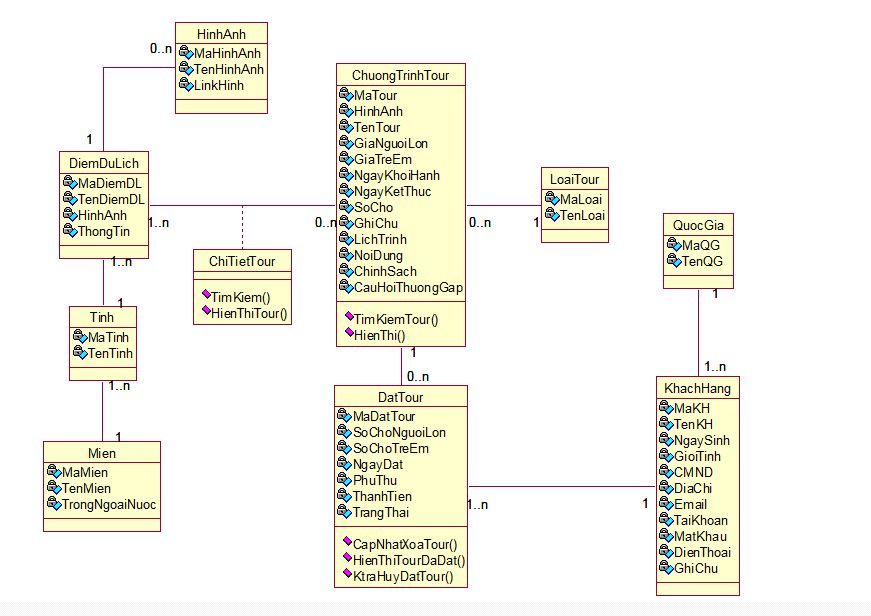 HinhAnh
MaHinhAnh
TenHinhAnh
LinkHinh
0..n
1
DiemDuLich
MaDiemDL
TenDiemDL
HinhAnh
ThongTin
1..n
0..n
1..n
1
Tinh
MaTinh
TenTinh
1..n
1
Mien
MaMien
TenMien
TrongNgoaiNuoc
ChiTietTour
TimKiem()
HienThiTour()
ChuongTrinhTour
MaTour
HinhAnh
TenTour
GiaNguoiLon
GiaTreEm
NgayKhoiHanh
NgayKetThuc
SoCho
GhiChu
LichTrinh
NoiDung
ChinhSach
CauHoiThuongGap
TimKiemTour()
HienThi()
0..n
1
LoaiTour
MaLoai
TenLoai
1
0..n
DatTour
MaDatTour
SoChoNguoiLon
SoChoTreEm
NgayDat
PhuThu
ThanhTien
TrangThai
CapNhatXoaTour()
HienThiTourDaDat()
KtraHuyDatTour()
1..n
1
QuocGia
MaQG
TenQG
1
1..n
KhachHang
MaKH
TenKH
NgaySinh
GioiTinh
CMND
DiaChi
Email
TaiKhoan
MatKhau
DienThoai
GhiChu